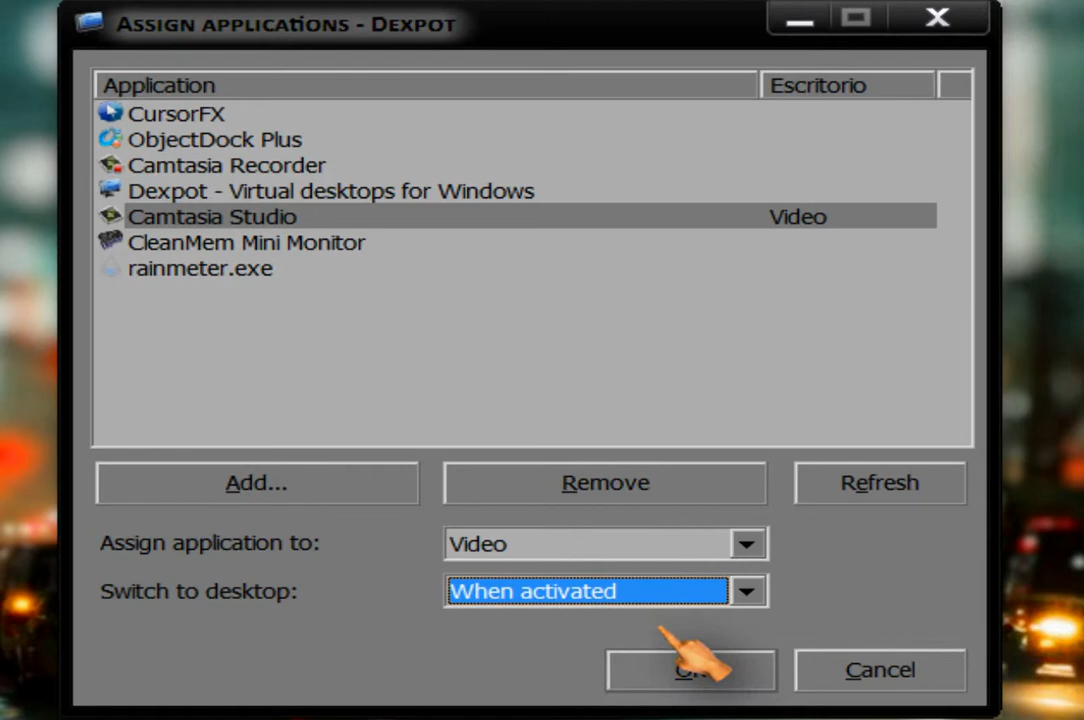 Assign applications - Dexpot
Application Escritorio
CursorFX
ObjectDock Plus
Camtasia Recorder
Dexpot - Virtual desktops for Windows
Camtasia Studio Video
CleanMem Mini Monitor
rainmeter.exe
Add... Remove Refresh
Assign application to: Video
Switch to desktop: When activated
Cancel